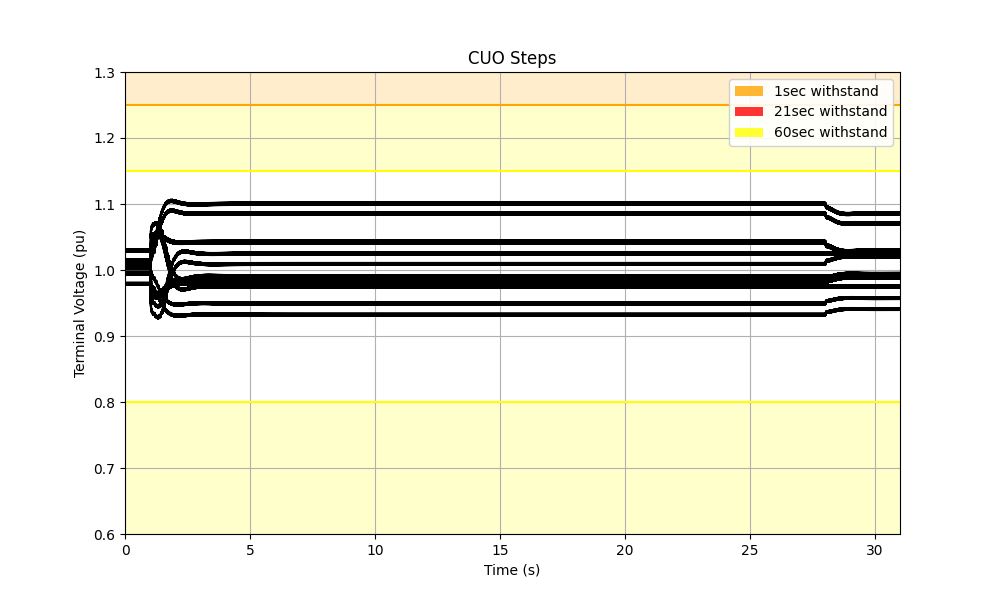 CUO Steps
1sec withstand
21sec withstand
60sec withstand
Terminal Voltage (pu)
1.3
1.2
1.1
1.0
0.9
0.8
0.7
0.6
0 5 10 15 20 25 30
Time (s)